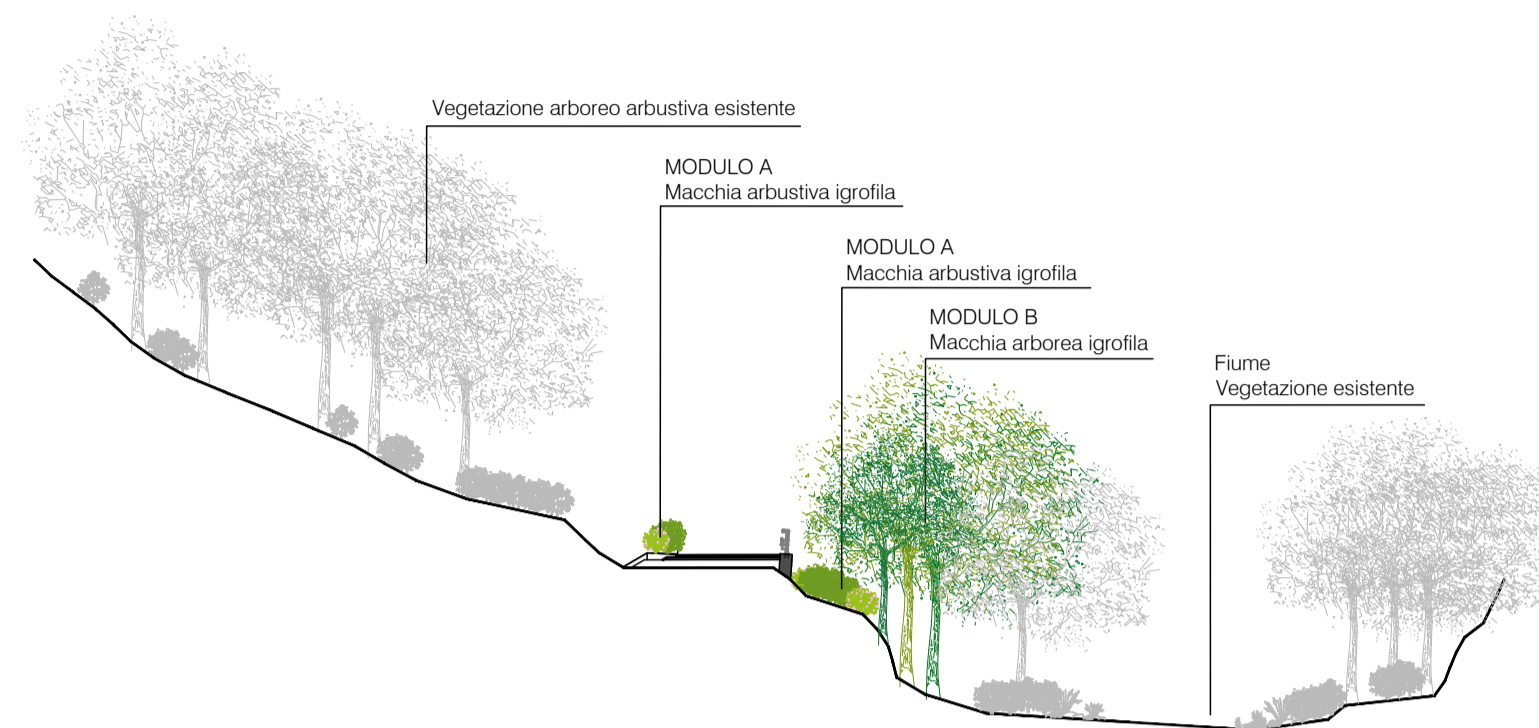 Vegetazione arboreo arbustiva esistente
MODULO A
Macchia arbustiva igrofila
MODULO A
Macchia arbustiva igrofila
MODULO B
Macchia arborea igrofila
Fiume
Vegetazione esistente